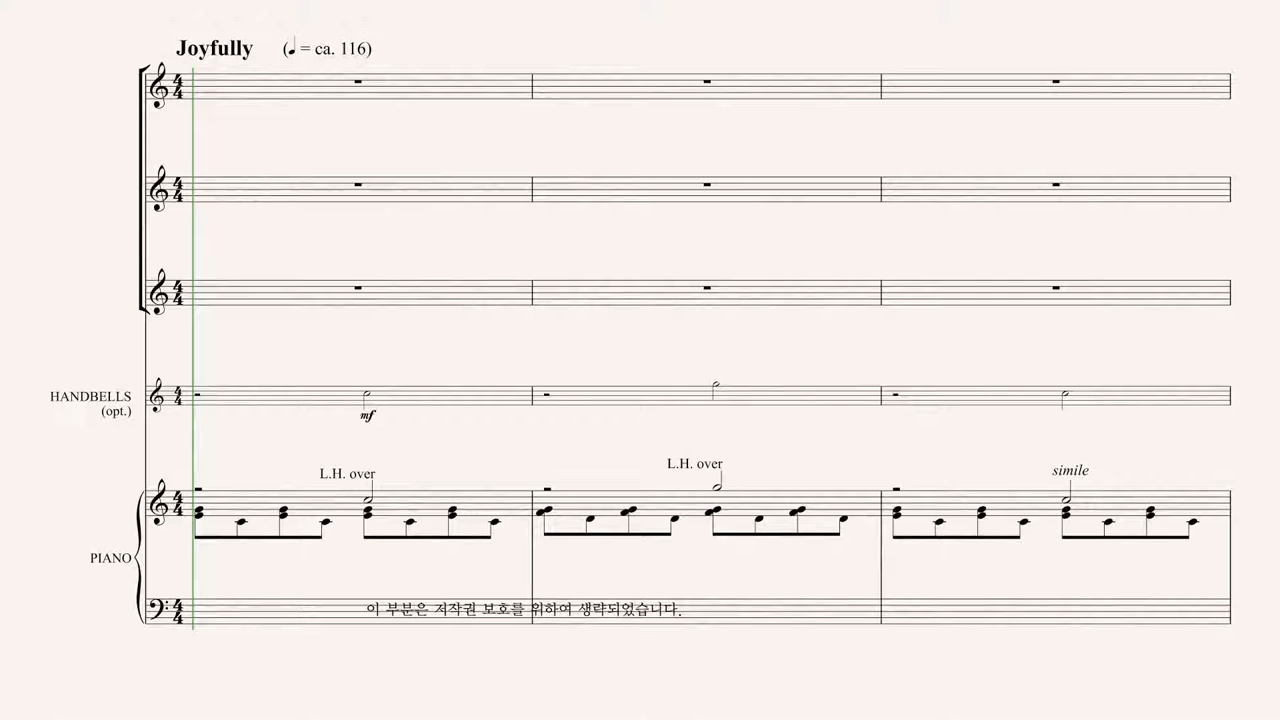 Joyfully (♩ = ca. 116)
HANDBELLS
(opt.)
mf
L.H. over
L.H. over
simile
PIANO
이 부분은 저작권 보호를 위하여 생략되었습니다.